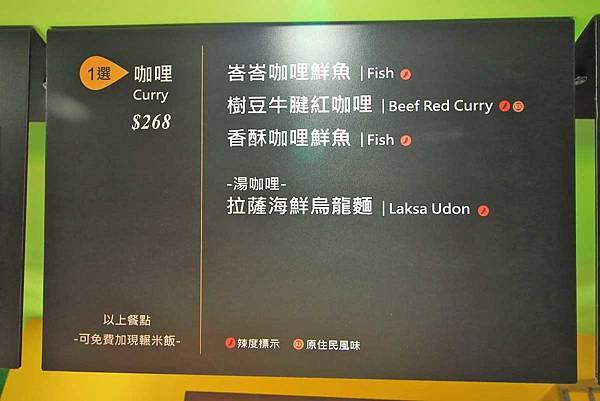 1選 咖哩
Curry
$268
峇峇咖哩鮮魚 |Fish
樹豆牛腱紅咖哩 |Beef Red Curry
香酥咖哩鮮魚 |Fish
-湯咖哩-
拉薩海鮮烏龍麵 |Laksa Udon
以上餐點
-可免費加現輾米飯-
辣度標示 原住民風味